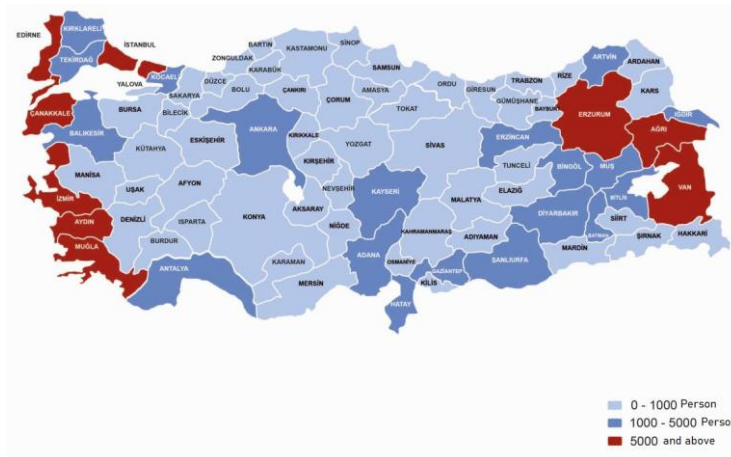 EDİRNE
KIRKLARELİ
TEKİRDAĞ
İSTANBUL
YALOVA
KOCAELİ
SAKARYA
DÜZCE
ZONGULDAK
BARTIN
KARABÜK
KASTAMONU
SİNOP
SAMSUN
BOLU
ÇANKIRI
ÇORUM
AMASYA
ORDU
GİRESUN
TRABZON
RİZE
ARTVİN
ARDAHAN
KARS
GÜMÜŞHANE
BAYBURT
TOKAT
ÇANAKKALE
BALIKESİR
BURSA
BİLECİK
ESKİŞEHİR
ANKARA
KIRIKKALE
KIRŞEHİR
YOZGAT
SİVAS
ERZİNCAN
ERZURUM
AĞRI
IĞDIR
KÜTAHYA
MANİSA
UŞAK
AFYON
İZMİR
AYDIN
DENİZLİ
ISPARTA
BURDUR
MUĞLA
ANTALYA
KONYA
AKSARAY
NEVŞEHİR
NİĞDE
KAYSERİ
KARAMAN
MERSİN
ADANA
OSMANİYE
HATAY
KAHRAMANMARAŞ
MALATYA
TUNCELİ
ELAZIĞ
BİNGÖL
MUŞ
BİTLİS
VAN
DİYARBAKIR
BATMAN
SİİRT
ADIYAMAN
GAZİANTEP
KİLİS
ŞANLIURFA
MARDİN
ŞIRNAK
HAKKARİ
0 - 1000 Person
1000 - 5000 Perso
5000 and above